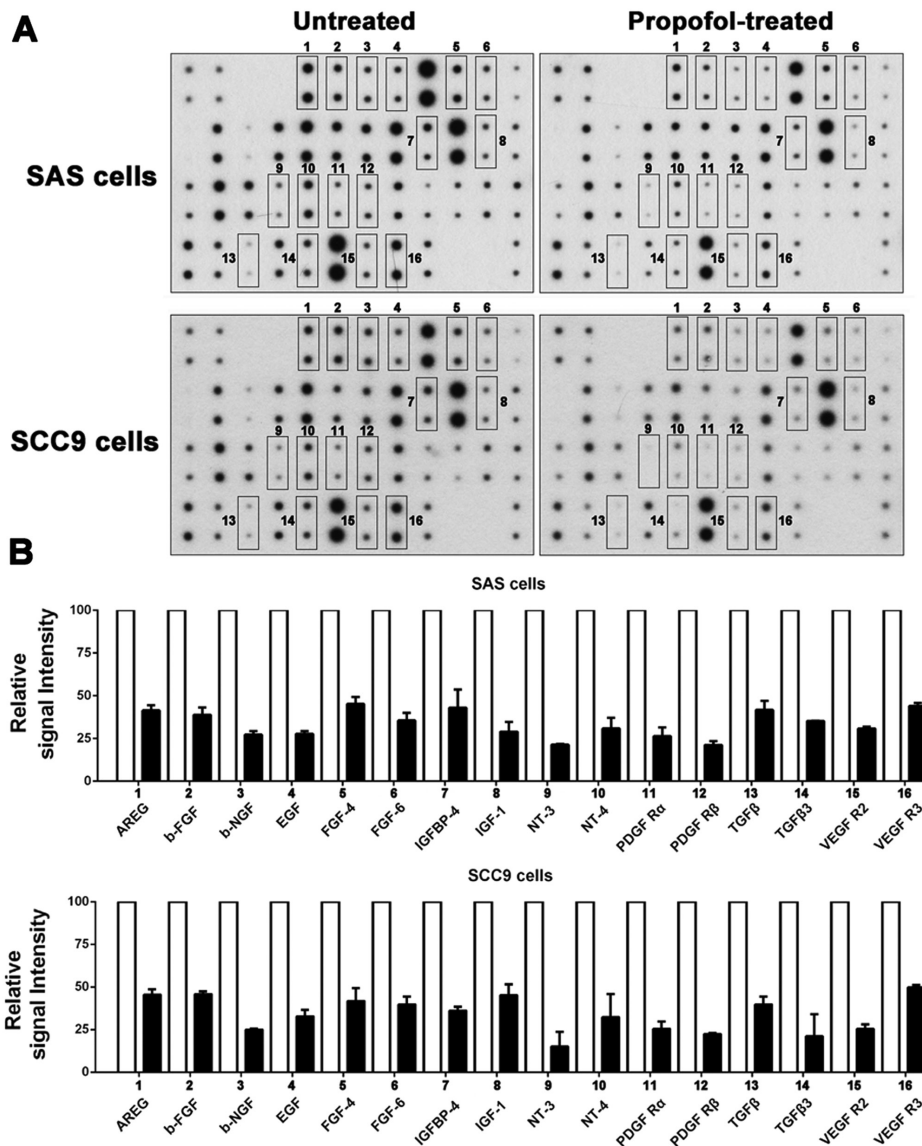 A
Untreated
Propofol-treated
1 2 3 4 5 6
1 2 3 4 5 6
SAS cells
7 8
7 8
9 10 11 12
9 10 11 12
13 14 15 16
13 14 15 16
1 2 3 4 5 6
1 2 3 4 5 6
SCC9 cells
7 8
7 8
9 10 11 12
9 10 11 12
13 14 15 16
13 14 15 16
B
SAS cells
Relative
signal Intensity
100
75
50
25
0
1 2 3 4 5 6 7 8 9 10 11 12 13 14 15 16
AREG b-FGF b-NGF EGF FGF-4 FGF-6 IGFBP-4 IGF-1 NT-3 NT-4 PDGF Rα PDGF Rβ TGFβ TGFβ3 VEGF R2 VEGF R3
SCC9 cells
Relative
signal Intensity
100
75
50
25
0
1 2 3 4 5 6 7 8 9 10 11 12 13 14 15 16
AREG b-FGF b-NGF EGF FGF-4 FGF-6 IGFBP-4 IGF-1 NT-3 NT-4 PDGF Rα PDGF Rβ TGFβ TGFβ3 VEGF R2 VEGF R3